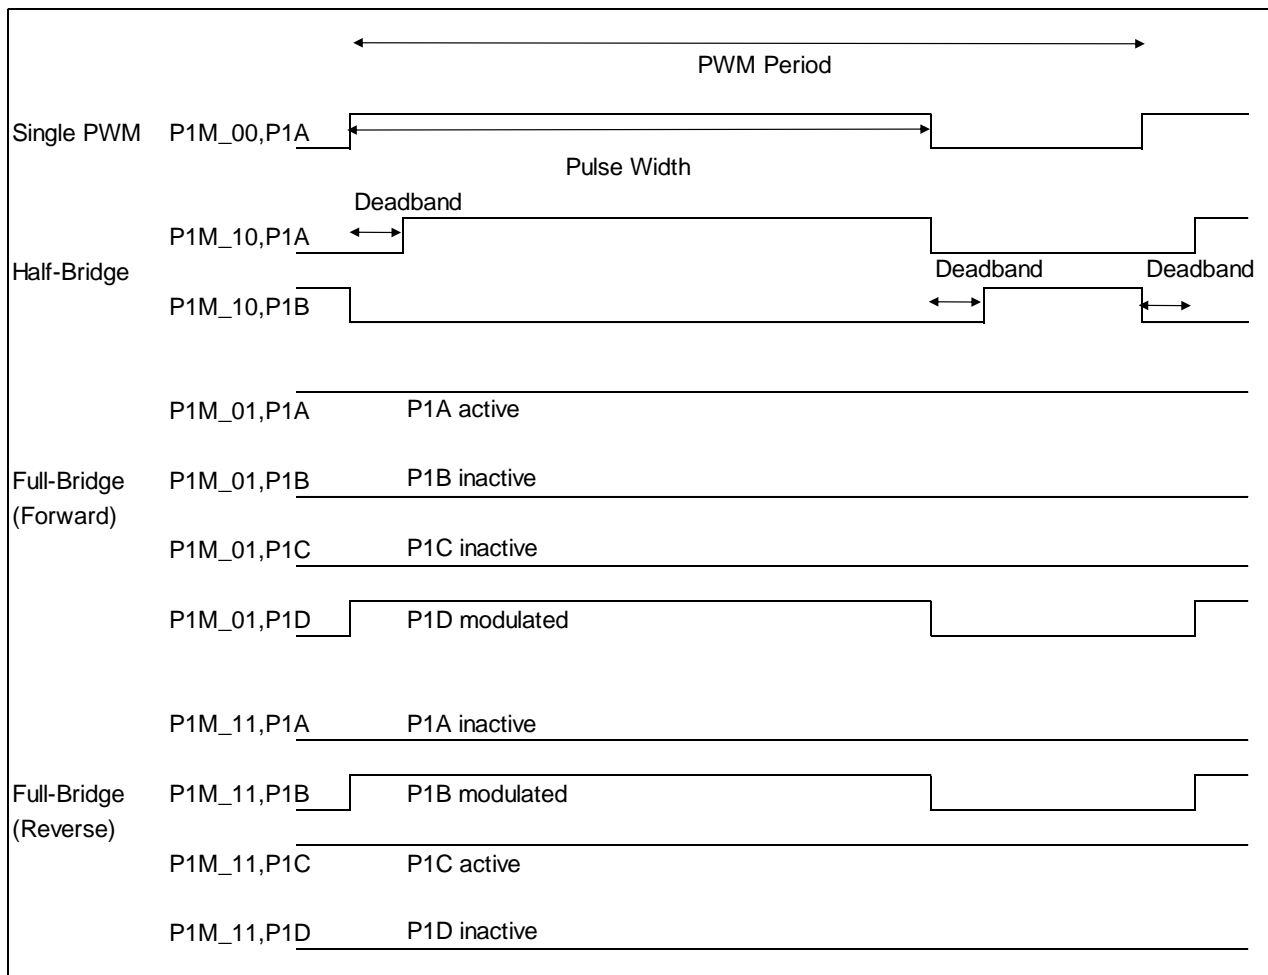 PWM Period
Single PWM P1M_00,P1A
Pulse Width
Deadband
P1M_10,P1A
Half-Bridge
Deadband Deadband
P1M_10,P1B
P1M_01,P1A P1A active
Full-Bridge P1M_01,P1B P1B inactive
(Forward)
P1M_01,P1C P1C inactive
P1M_01,P1D P1D modulated
P1M_11,P1A P1A inactive
Full-Bridge P1M_11,P1B P1B modulated
(Reverse)
P1M_11,P1C P1C active
P1M_11,P1D P1D inactive